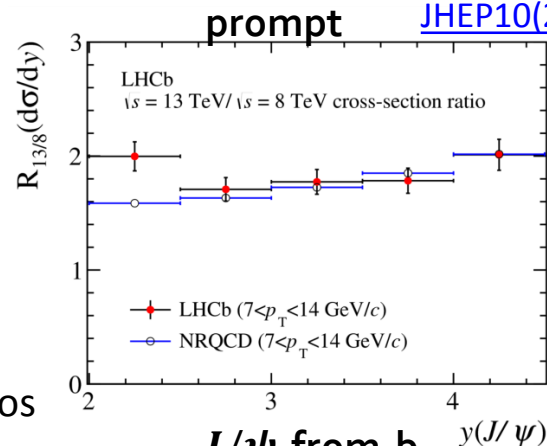 prompt
JHEP10(2
LHCb
√s = 13 TeV/ √s = 8 TeV cross-section ratio
R13/8(dσ/dy)
3
2
1
0
LHCb (7<pT<14 GeV/c)
NRQCD (7<pT<14 GeV/c)
2 3 4
os
J/ψ from b
y(J/ψ)